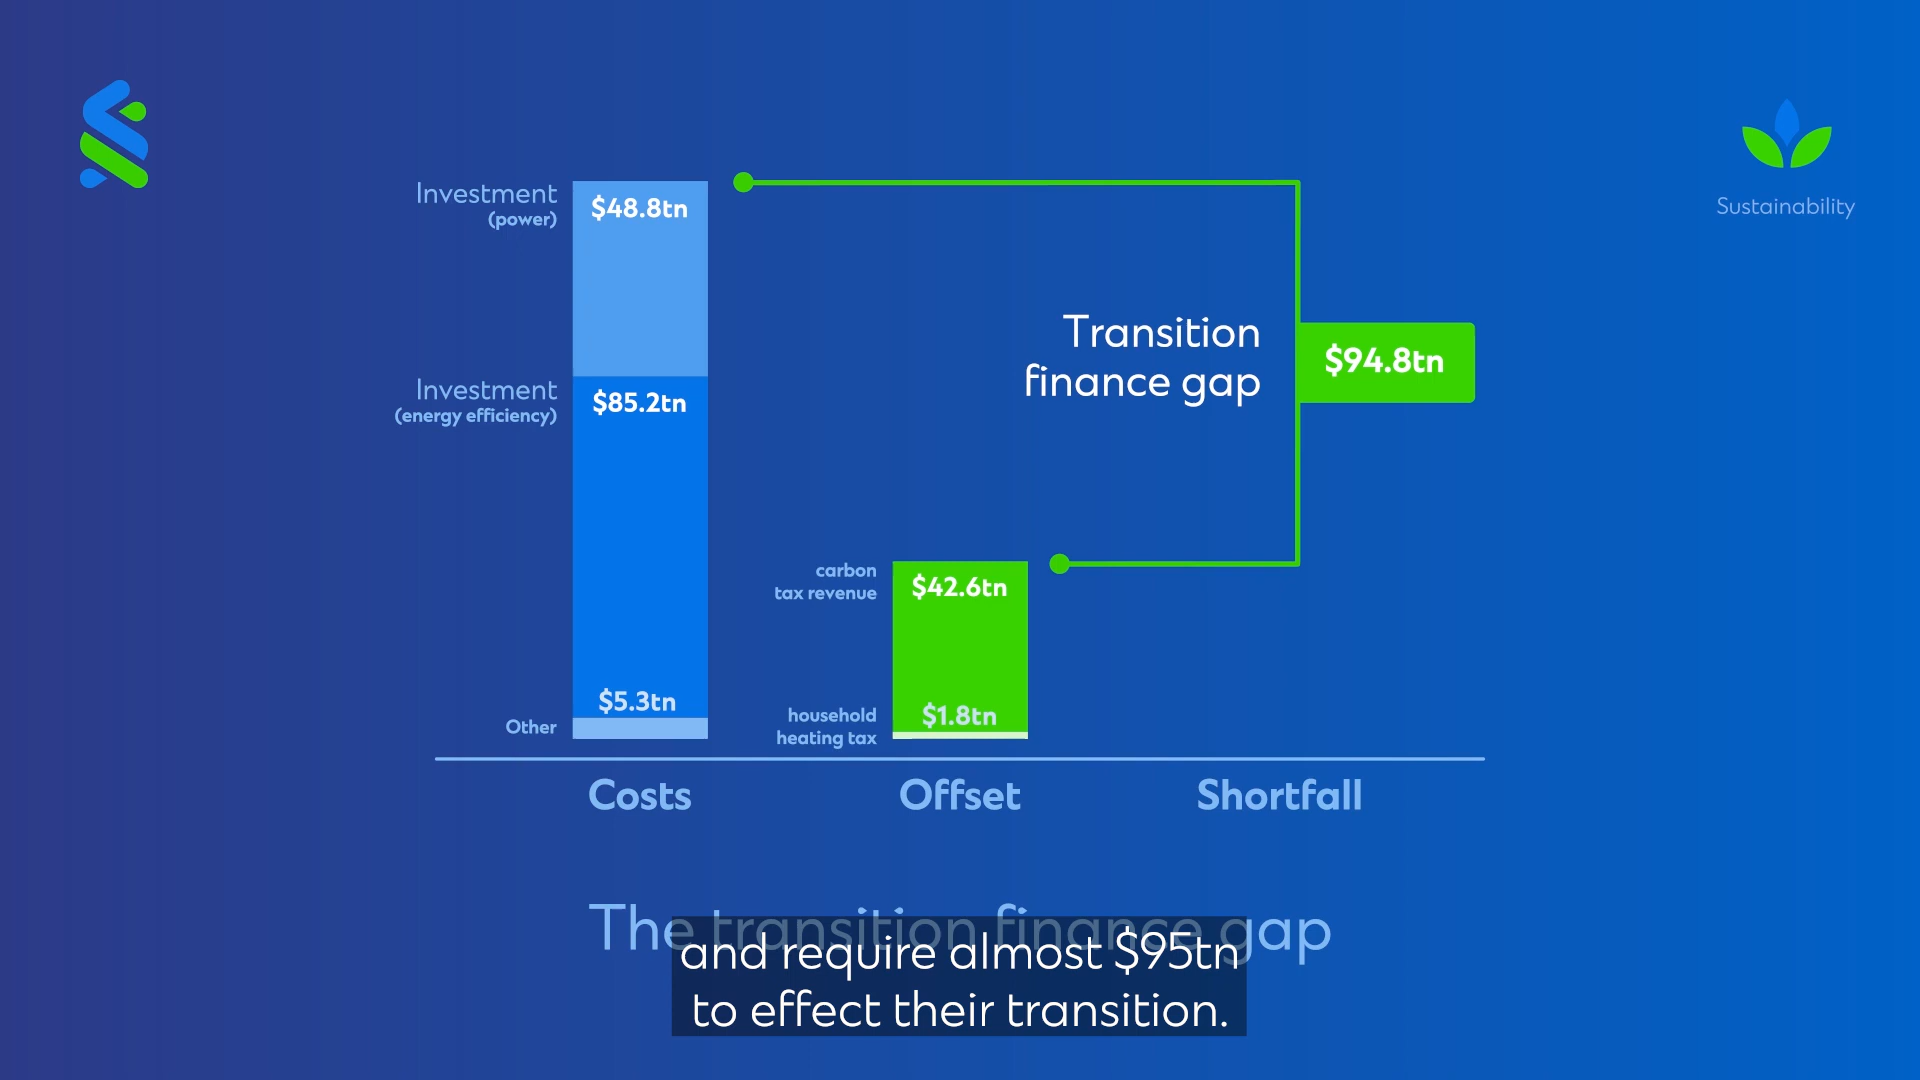 Sustainability
Investment
(power)
$48.8tn
Investment
(energy efficiency)
$85.2tn
$5.3tn
Other
carbon
tax revenue
$42.6tn
household
heating tax
$1.8tn
Transition
finance gap
$94.8tn
Costs
Offset
Shortfall
The transition finance gap
and require almost $95tn
to effect their transition.